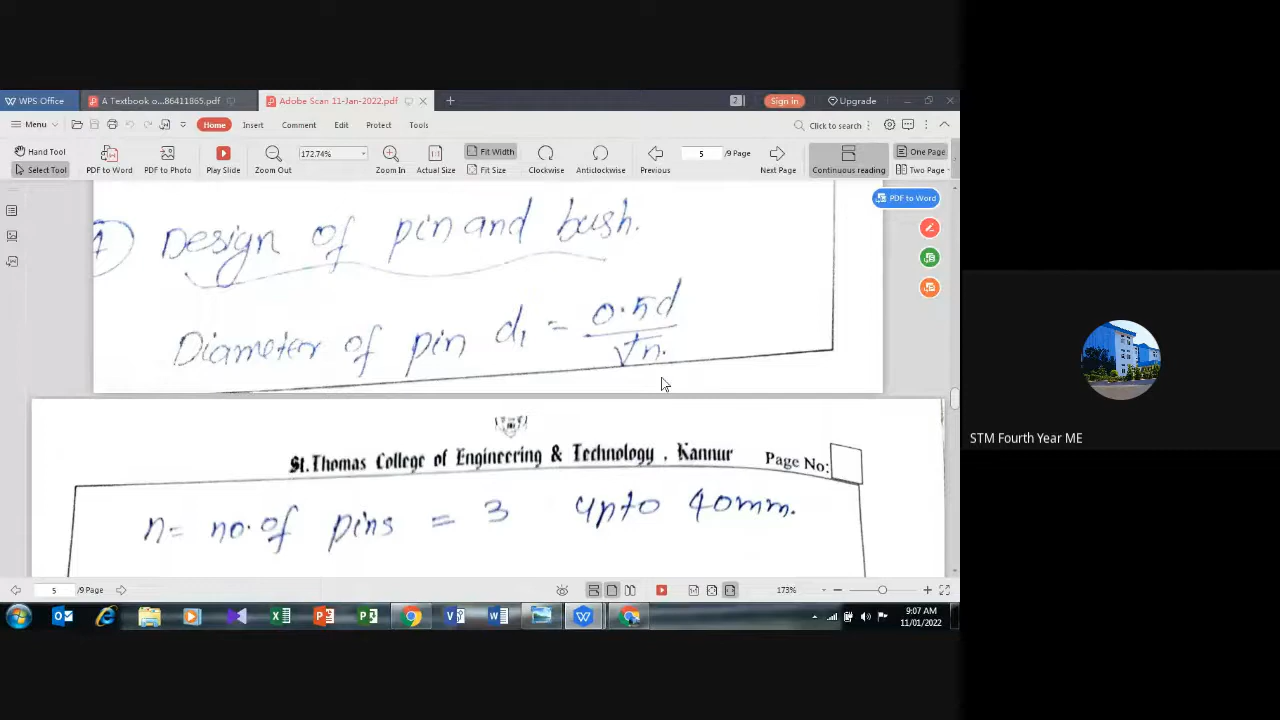 WPS Office
A Textbook o...86411865.pdf
Adobe Scan 11-Jan-2022.pdf
2
Sign in
Upgrade
Menu
Home
Insert
Comment
Edit
Protect
Tools
Click to search
Hand Tool
Select Tool
PDF to Word
PDF to Photo
Play Slide
Zoom Out
172.74%
Zoom In
Actual Size
Fit Width
Fit Size
Clockwise
Anticlockwise
Previous
5
/9 Page
Next Page
Continuous reading
One Page
Two Page
PDF to Word
Design of pin and bush.
Diameter of pin d₁ = 0.5d / √n.
St.Thomas College of Engineering & Technology , Kannur
Page No:
n= no.of pins = 3 upto 40mm.
5
/9 Page
173%
9:07 AM
11/01/2022
STM Fourth Year ME